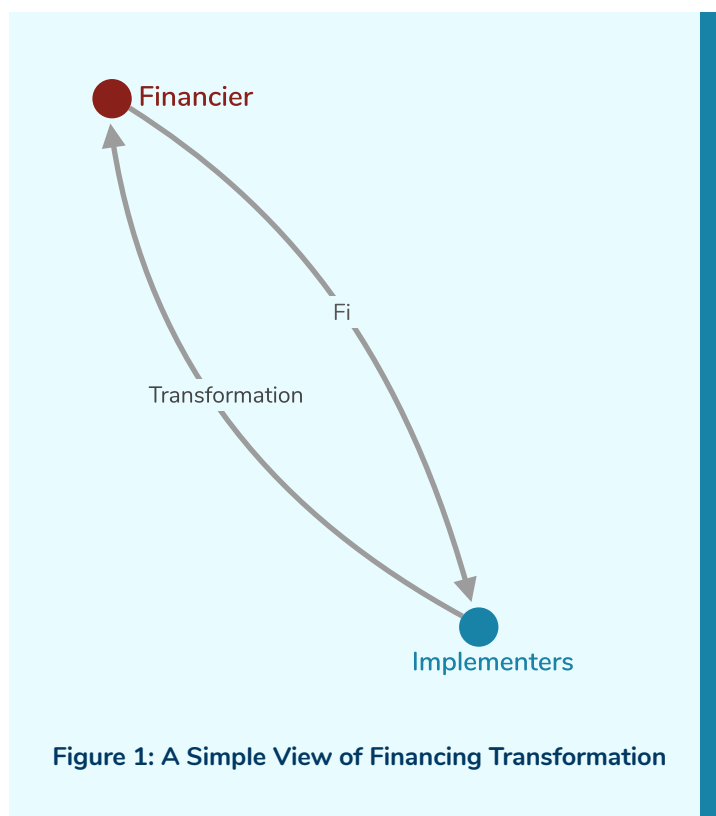 Financier
Fi
Transformation
Implementers
Figure 1: A Simple View of Financing Transformation